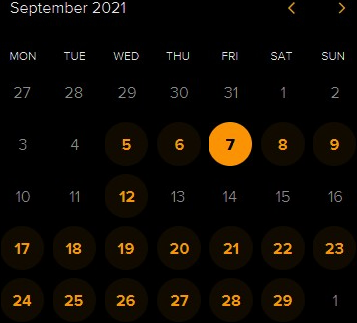 September 2021
MON TUE WED THU FRI SAT SUN
27 28 29 30 31 1 2
3 4 5 6 7 8 9
10 11 12 13 14 15 16
17 18 19 20 21 22 23
24 25 26 27 28 29 1